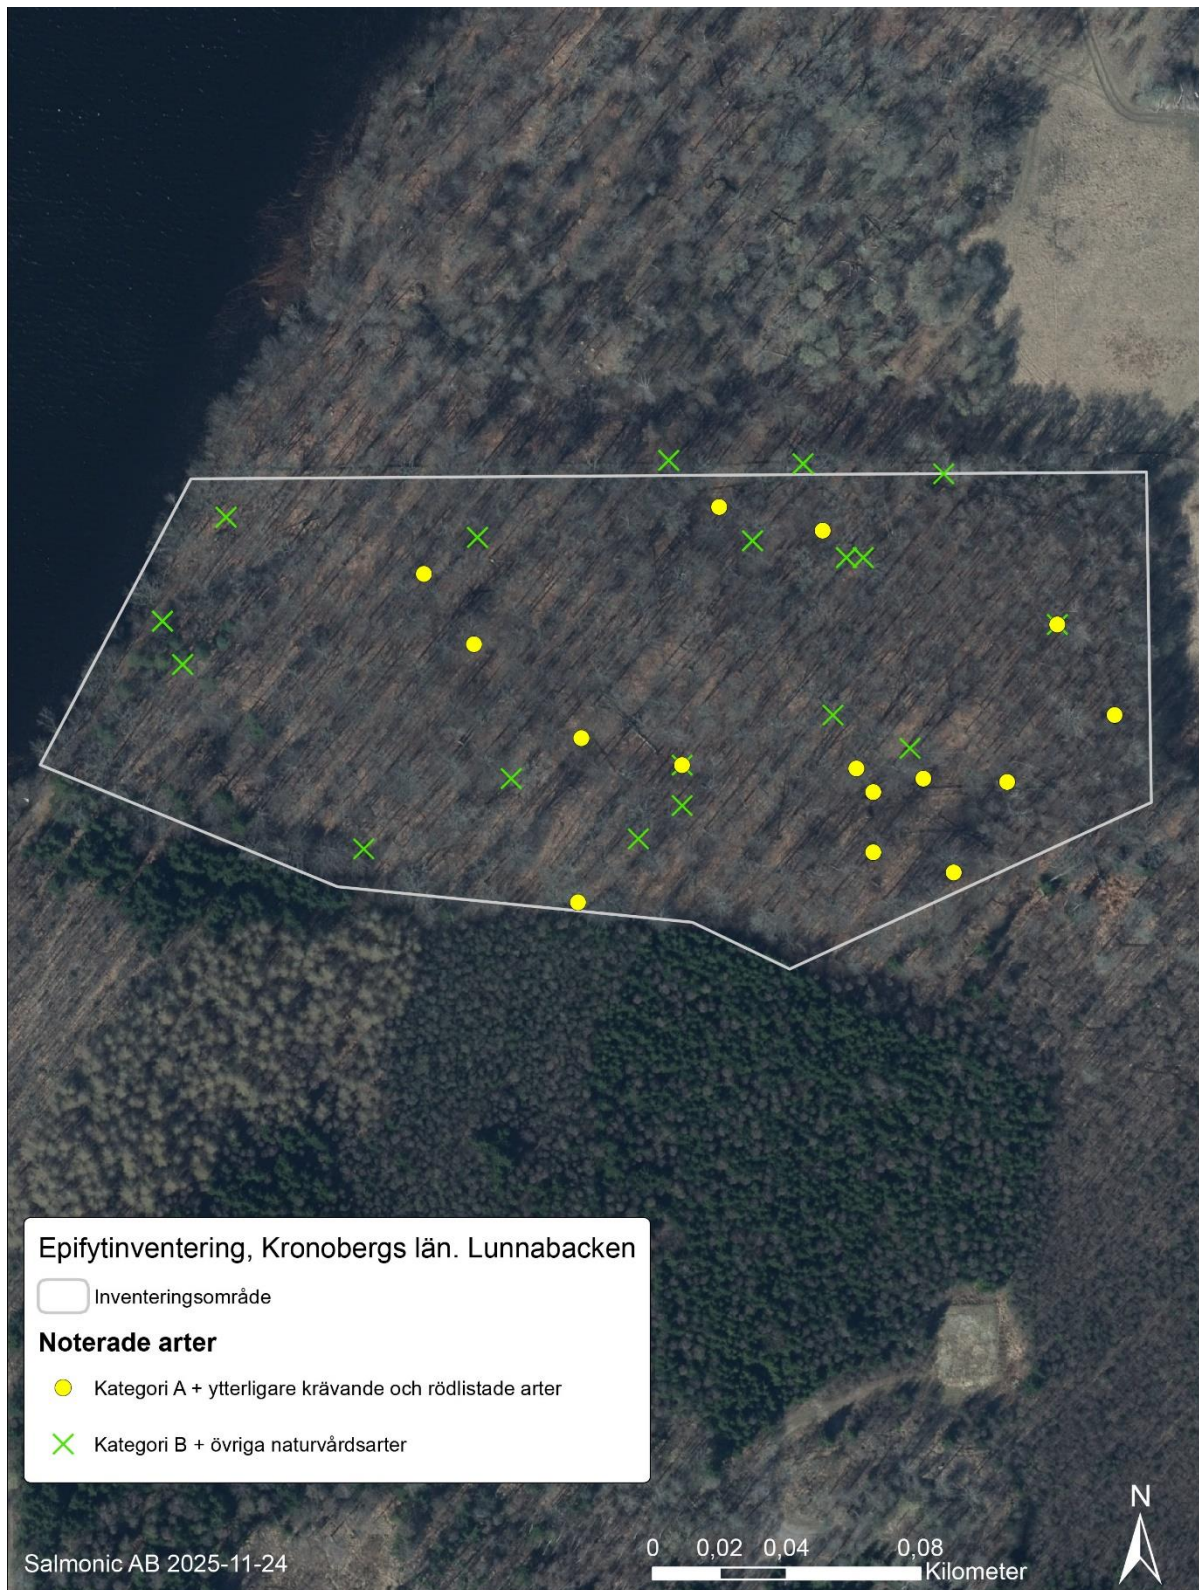 Epifytinventering, Kronobergs län. Lunnabacken
Inventeringsområde
Noterade arter
Kategori A + ytterligare krävande och rödlistade arter
Kategori B + övriga naturvårdsarter
Salmonic AB 2025-11-24
0 0,02 0,04 0,08
Kilometer
N